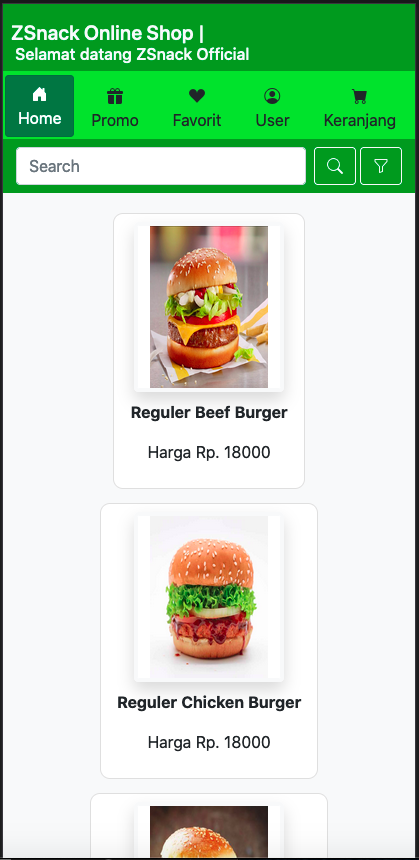 ZSnack Online Shop |
Selamat datang ZSnack Official
Home Promo Favorit User Keranjang
Search
Reguler Beef Burger
Harga Rp. 18000
Reguler Chicken Burger
Harga Rp. 18000